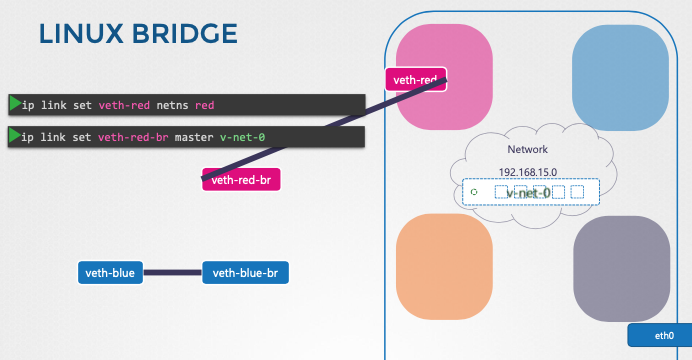 LINUX BRIDGE
ip link set veth-red netns red
ip link set veth-red-br master v-net-0
veth-red
veth-red-br
veth-blue
veth-blue-br
Network
192.168.15.0
v-net-0
eth0